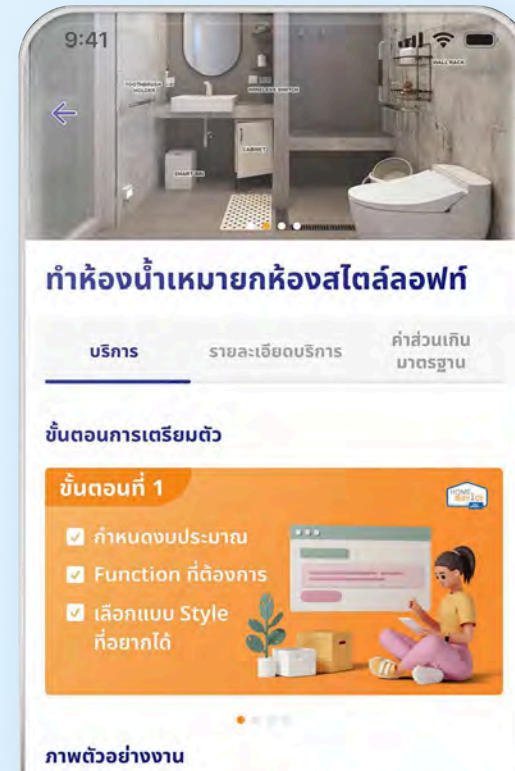 9:41
WALL RACK
TOOTHBRUSH
HOLDER
WIRELESS SWITCH
CABINET
SMART BIN
ทำห้องน้ำเหมายกห้องสไตล์ลอฟท์
บริการ
รายละเอียดบริการ
ค่าส่วนเกิน
มาตรฐาน
ขั้นตอนการเตรียมตัว
ขั้นตอนที่ 1
HOME
กำหนดงบประมาณ
Function ที่ต้องการ
เลือกแบบ Style
ที่อยากได้
ภาพตัวอย่างงาน